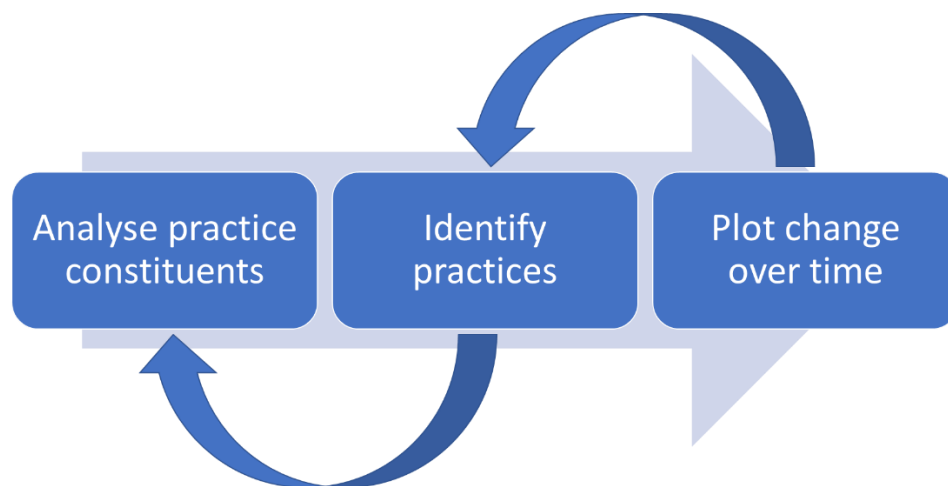 Analyse practice
constituents
Identify
practices
Plot change
over time